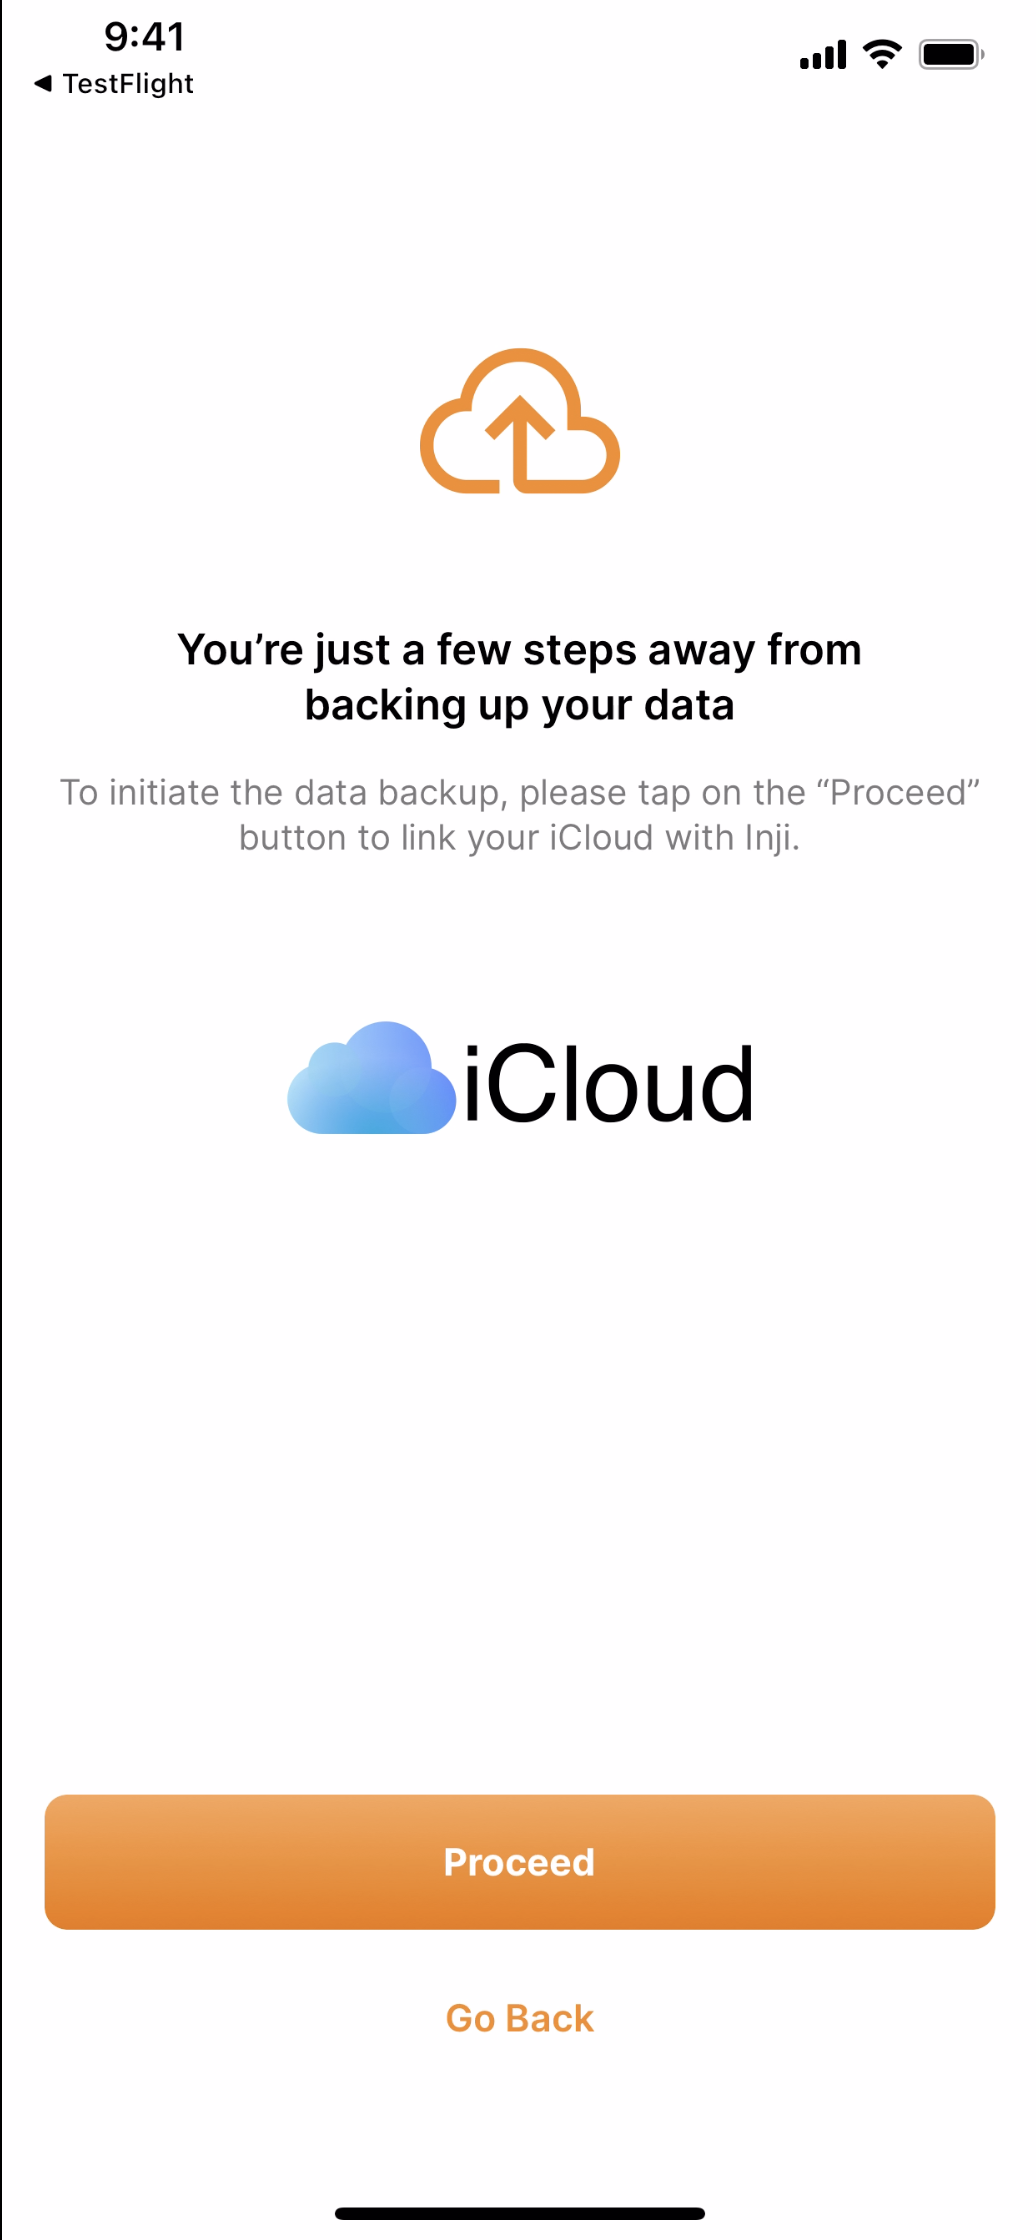 9:41
◀ TestFlight
You’re just a few steps away from
backing up your data
To initiate the data backup, please tap on the “Proceed”
button to link your iCloud with Inji.
iCloud
Proceed
Go Back